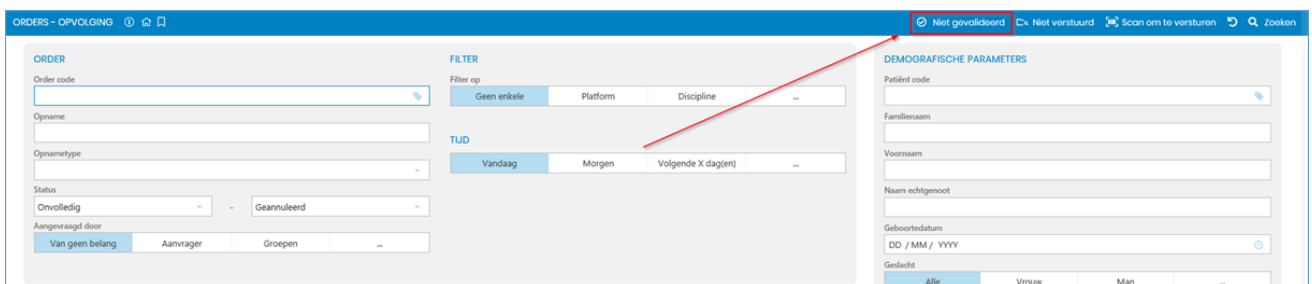 ORDERS - OPVOLGING
Niet gevalideerd Niet verstuurd Scan om te versturen Zoeken
ORDER
Order code
Opname
Opnametype
Status
Onvolledig - Geannuleerd
Aangevraagd door
Van geen belang Aanvrager Groepen ...
FILTER
Filter op
Geen enkele Platform Discipline ...
TIJD
Vandaag Morgen Volgende X dag(en) ...
DEMOGRAFISCHE PARAMETERS
Patiënt code
Familienaam
Voornaam
Naam echtgenoot
Geboortedatum
DD / MM / YYYY
Geslacht
Alle Vrouw Man ...